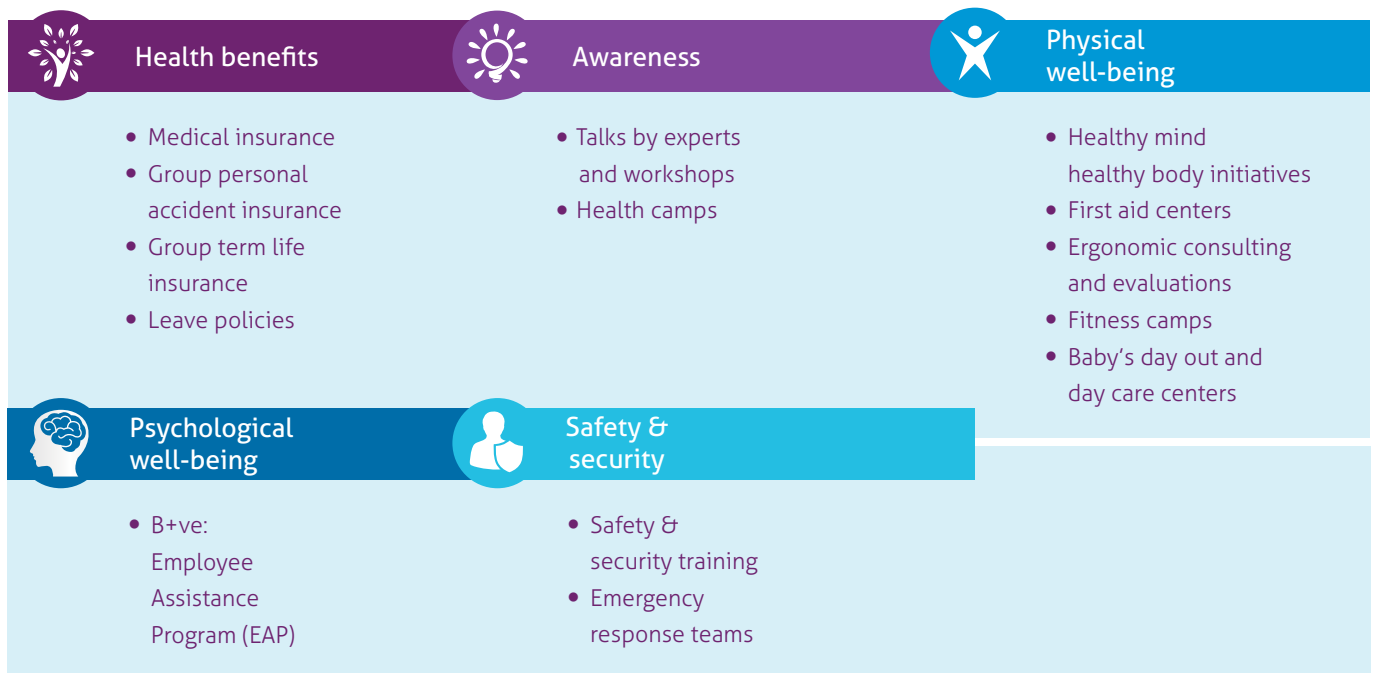 Health benefits
• Medical insurance
• Group personal
accident insurance
• Group term life
insurance
• Leave policies
Awareness
• Talks by experts
and workshops
• Health camps
Physical
well-being
• Healthy mind
healthy body initiatives
• First aid centers
• Ergonomic consulting
and evaluations
• Fitness camps
• Baby's day out and
day care centers
Psychological
well-being
• B+ve:
Employee
Assistance
Program (EAP)
Safety &
security
• Safety &
security training
• Emergency
response teams